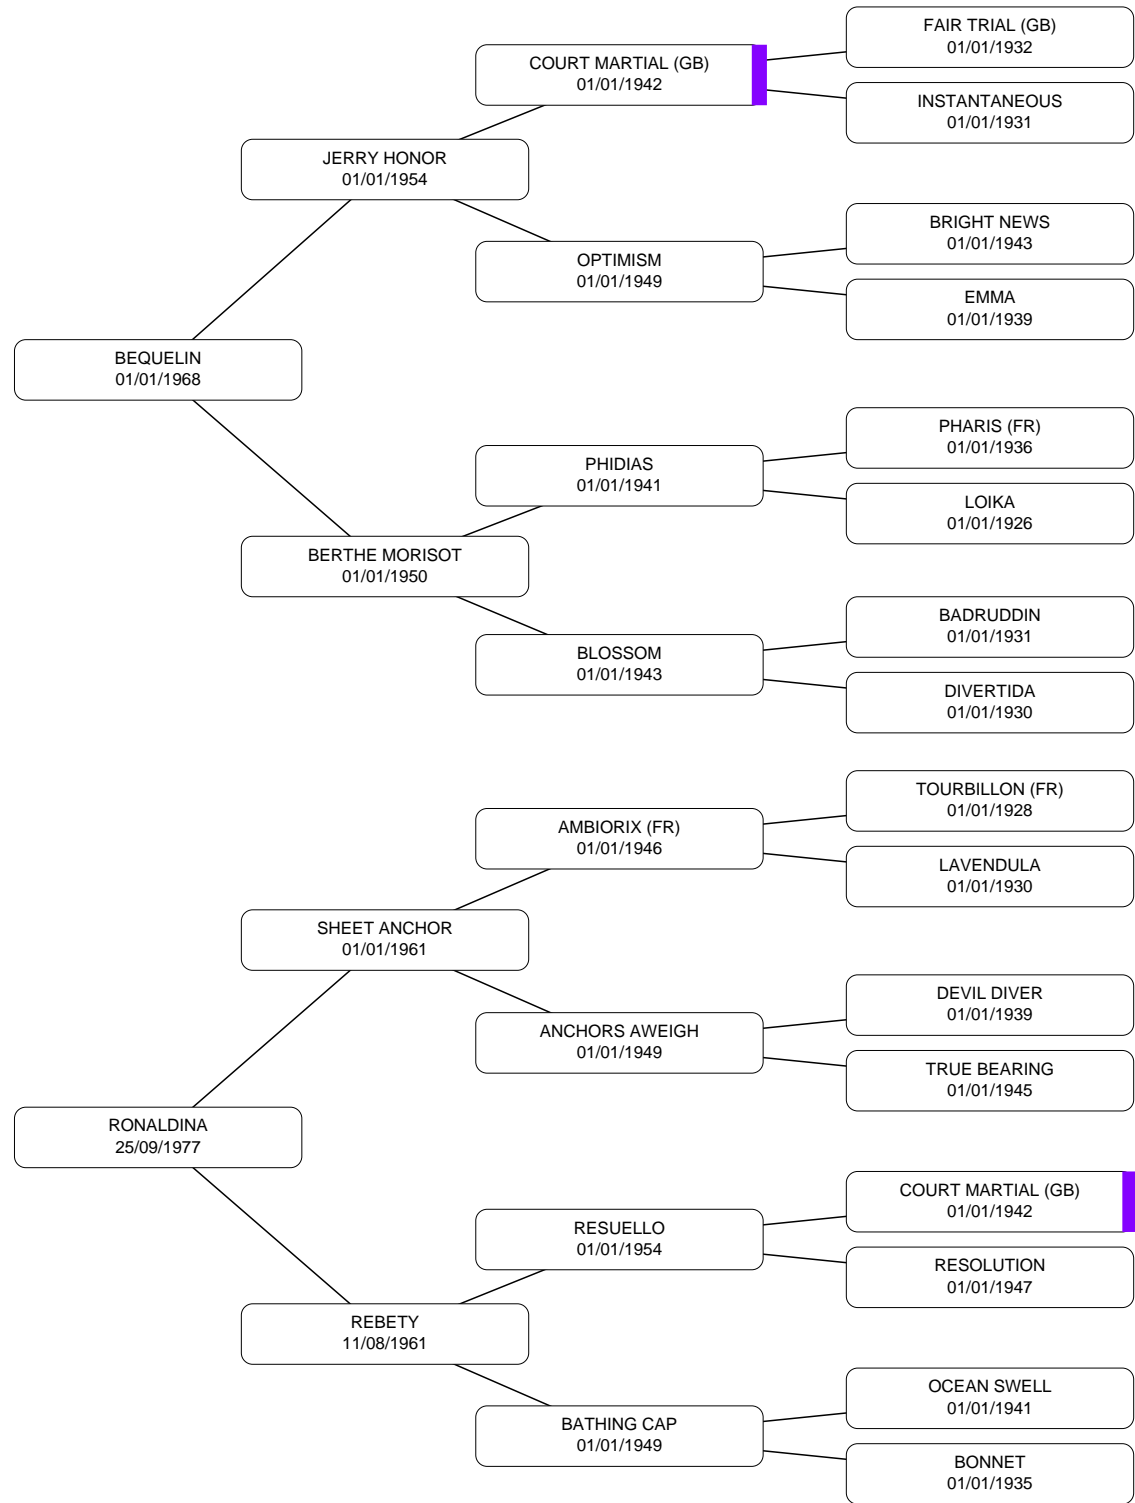 FAIR TRIAL (GB)
01/01/1932
COURT MARTIAL (GB)
01/01/1942
INSTANTANEOUS
01/01/1931
JERRY HONOR
01/01/1954
BRIGHT NEWS
01/01/1943
OPTIMISM
01/01/1949
EMMA
01/01/1939
BEQUELIN
01/01/1968
PHARIS (FR)
01/01/1936
PHIDIAS
01/01/1941
LOIKA
01/01/1926
BERTHE MORISOT
01/01/1950
BADRUDDIN
01/01/1931
BLOSSOM
01/01/1943
DIVERTIDA
01/01/1930
TOURBILLON (FR)
01/01/1928
AMBIORIX (FR)
01/01/1946
LAVENDULA
01/01/1930
SHEET ANCHOR
01/01/1961
DEVIL DIVER
01/01/1939
ANCHORS AWEIGH
01/01/1949
TRUE BEARING
01/01/1945
RONALDINA
25/09/1977
COURT MARTIAL (GB)
01/01/1942
RESUELLO
01/01/1954
RESOLUTION
01/01/1947
REBETY
11/08/1961
OCEAN SWELL
01/01/1941
BATHING CAP
01/01/1949
BONNET
01/01/1935